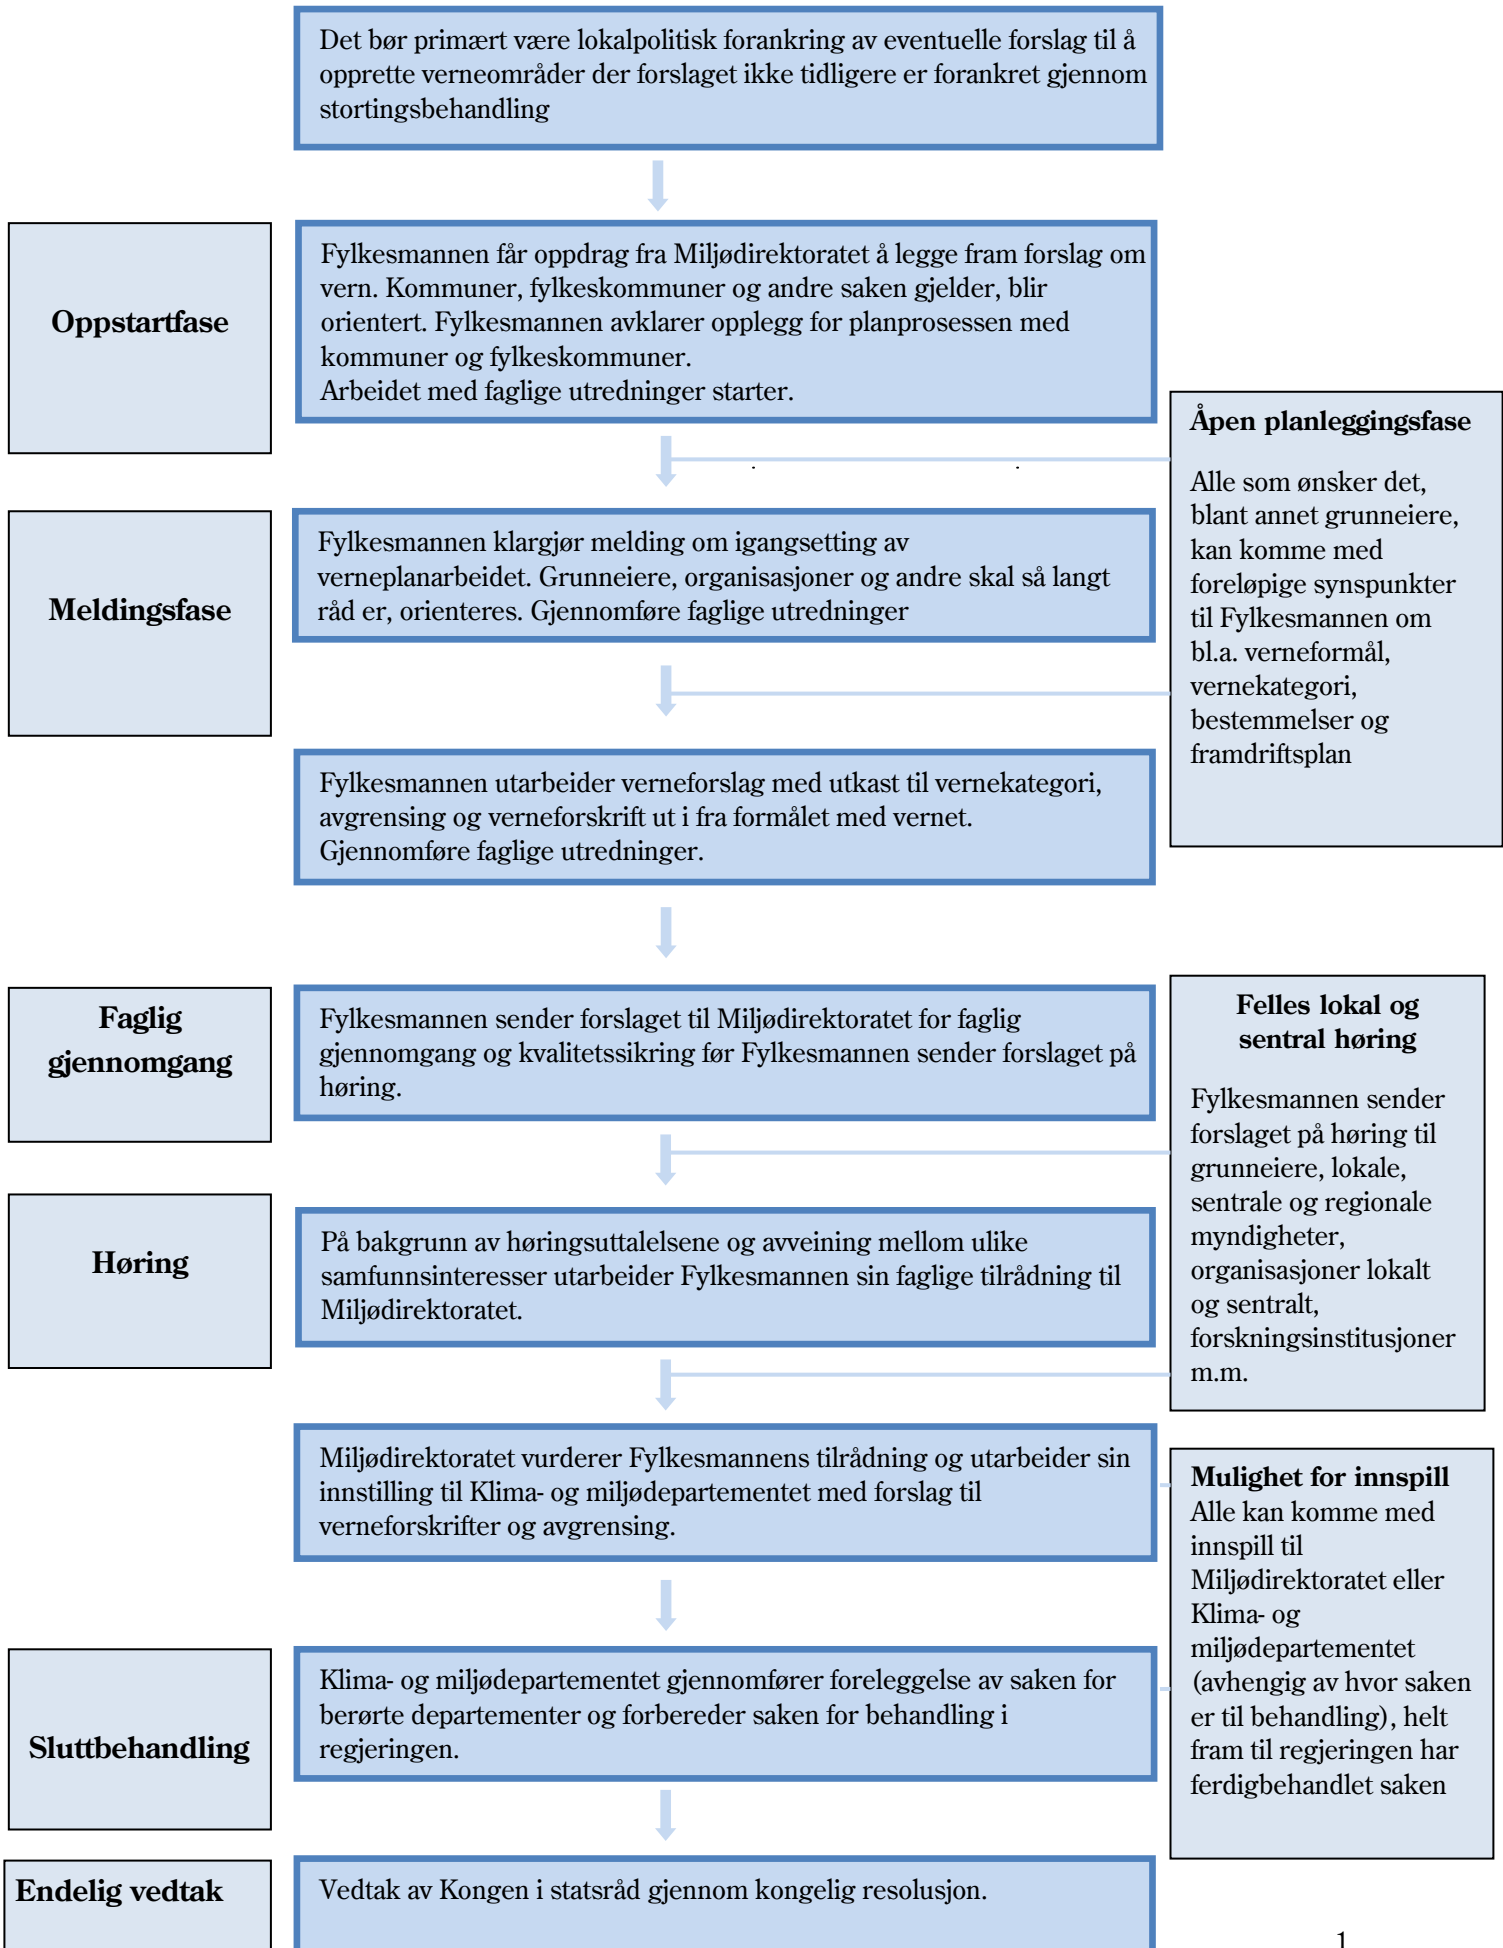 Det bør primært være lokalpolitisk forankring av eventuelle forslag til å
opprette verneområder der forslaget ikke tidligere er forankret gjennom
stortingsbehandling
Oppstartfase
Fylkesmannen får oppdrag fra Miljødirektoratet å legge fram forslag om
vern. Kommuner, fylkeskommuner og andre saken gjelder, blir
orientert. Fylkesmannen avklarer opplegg for planprosessen med
kommuner og fylkeskommuner.
Arbeidet med faglige utredninger starter.
Åpen planleggingsfase
Alle som ønsker det,
blant annet grunneiere,
kan komme med
foreløpige synspunkter
til Fylkesmannen om
bl.a. verneformål,
vernekategori,
bestemmelser og
framdriftsplan
Meldingsfase
Fylkesmannen klargjør melding om igangsetting av
verneplanarbeidet. Grunneiere, organisasjoner og andre skal så langt
råd er, orienteres. Gjennomføre faglige utredninger
Fylkesmannen utarbeider verneforslag med utkast til vernekategori,
avgrensing og verneforskrift ut i fra formålet med vernet.
Gjennomføre faglige utredninger.
Faglig
gjennomgang
Fylkesmannen sender forslaget til Miljødirektoratet for faglig
gjennomgang og kvalitetssikring før Fylkesmannen sender forslaget på
høring.
Felles lokal og
sentral høring
Fylkesmannen sender
forslaget på høring til
grunneiere, lokale,
sentrale og regionale
myndigheter,
organisasjoner lokalt
og sentralt,
forskningsinstitusjoner
m.m.
Høring
På bakgrunn av høringsuttalelsene og avveining mellom ulike
samfunnsinteresser utarbeider Fylkesmannen sin faglige tilrådning til
Miljødirektoratet.
Miljødirektoratet vurderer Fylkesmannens tilrådning og utarbeider sin
innstilling til Klima- og miljødepartementet med forslag til
verneforskrifter og avgrensing.
Mulighet for innspill
Alle kan komme med
innspill til
Miljødirektoratet eller
Klima- og
miljødepartementet
(avhengig av hvor saken
er til behandling), helt
fram til regjeringen har
ferdigbehandlet saken
Sluttbehandling
Klima- og miljødepartementet gjennomfører foreleggelse av saken for
berørte departementer og forbereder saken for behandling i
regjeringen.
Endelig vedtak
Vedtak av Kongen i statsråd gjennom kongelig resolusjon.
1